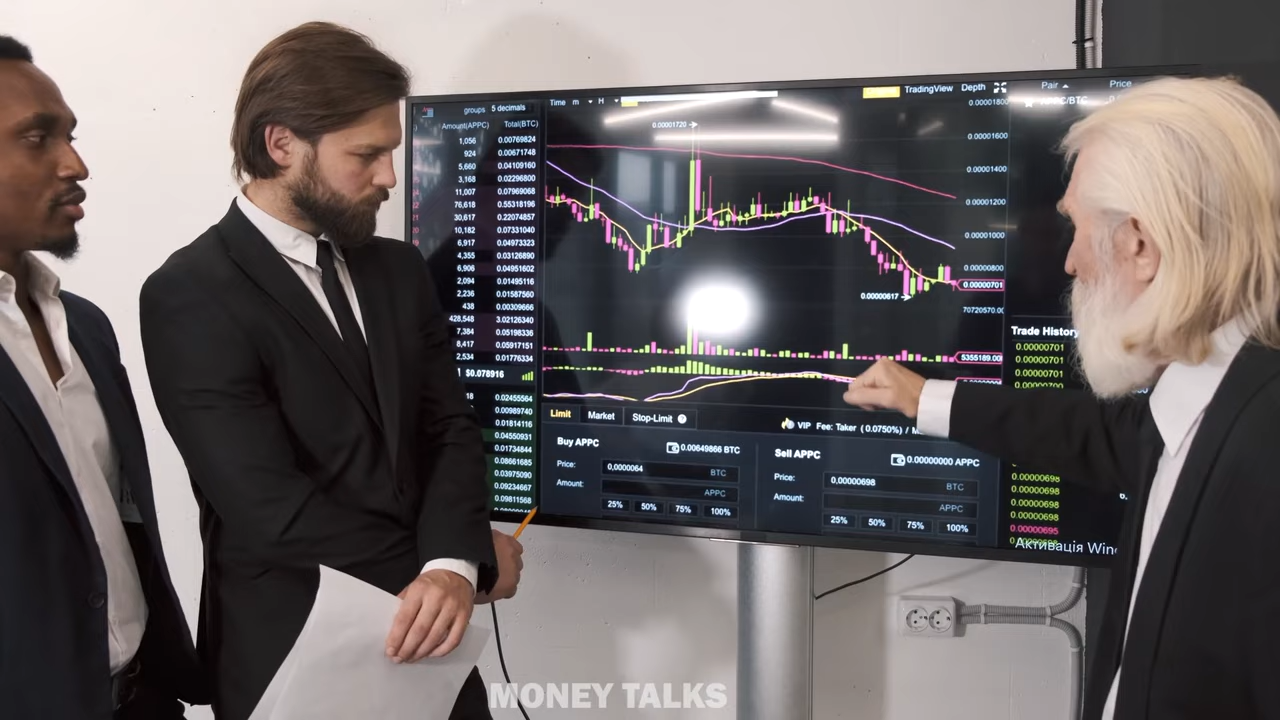 groups 5 decimals
Amount(APPC) Total(BTC)
1,056 0.00769824
924 0.00671748
5,660 0.04109160
3,168 0.02296800
11,007 0.07969068
76,618 0.55318196
30,617 0.22074857
10,182 0.07331040
6,917 0.04973323
4,355 0.03126890
6,906 0.04951602
2,094 0.01495116
2,236 0.01587560
438 0.00309666
428,548 3.02126340
7,384 0.05198336
8,417 0.05917151
2,534 0.01776334
$0.078916
18 0.02455564
0.00989740
0.01814116
0.04550931
0.01734844
0.08661685
0.03975090
0.09234667
0.09811568
Time m H
TradingView Depth
0.00001720
0.00001800
0.00001600
0.00001400
0.00001200
0.00001000
0.00000800
0.00000701
0.00000617
70720570.00
5355189.00
Pair Price
APPC/BTC
Trade History
0.00000701
0.00000701
0.00000701
Limit Market Stop-Limit ?
VIP Fee: Taker (0.0750%) / M
Buy APPC 0.00649866 BTC
Price: 0,0000064 BTC
Amount: APPC
25% 50% 75% 100%
Sell APPC 0.00000000 APPC
Price: 0,00000698 BTC
Amount: APPC
25% 50% 75% 100%
0.00000698
0.00000698
0.00000698
0.00000698
0.00000695
0.00000698
Активація Win
MONEY TALKS